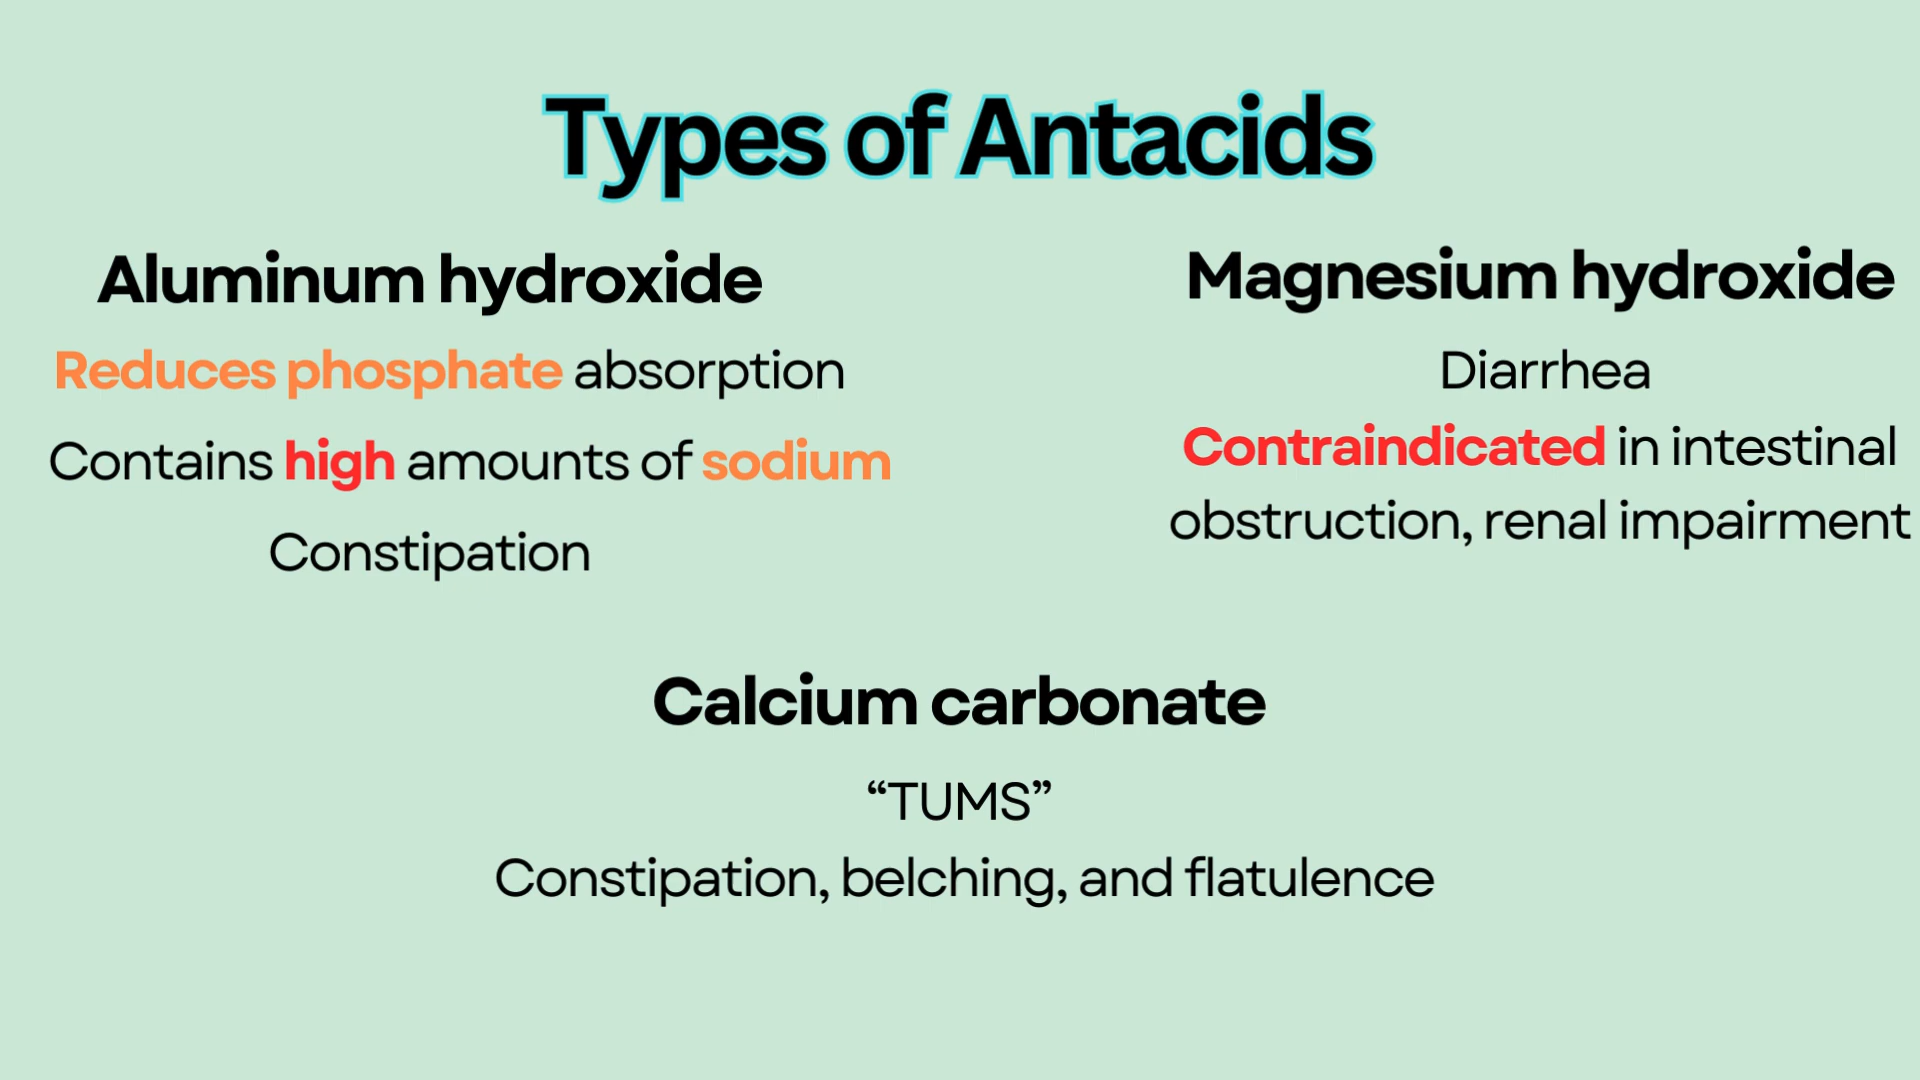 Types of Antacids
Aluminum hydroxide
Reduces phosphate absorption
Contains high amounts of sodium
Constipation
Magnesium hydroxide
Diarrhea
Contraindicated in intestinal
obstruction, renal impairment
Calcium carbonate
“TUMS”
Constipation, belching, and flatulence